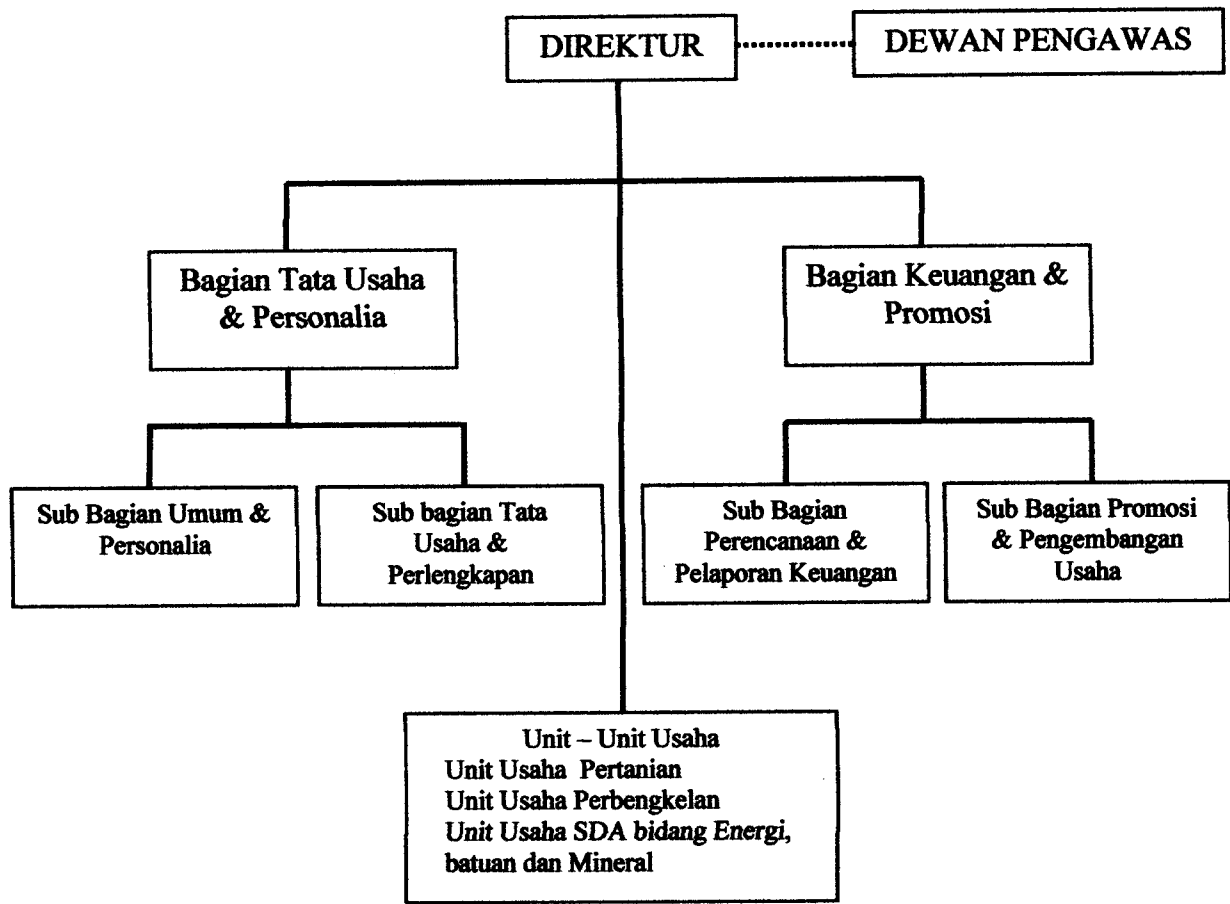 DIREKTUR
DEWAN PENGAWAS
Bagian Tata Usaha
& Personalia
Bagian Keuangan &
Promosi
Sub Bagian Umum &
Personalia
Sub bagian Tata
Usaha &
Perlengkapan
Sub Bagian
Perencanaan &
Pelaporan Keuangan
Sub Bagian Promosi
& Pengembangan
Usaha
Unit – Unit Usaha
Unit Usaha Pertanian
Unit Usaha Perbengkelan
Unit Usaha SDA bidang Energi,
batuan dan Mineral